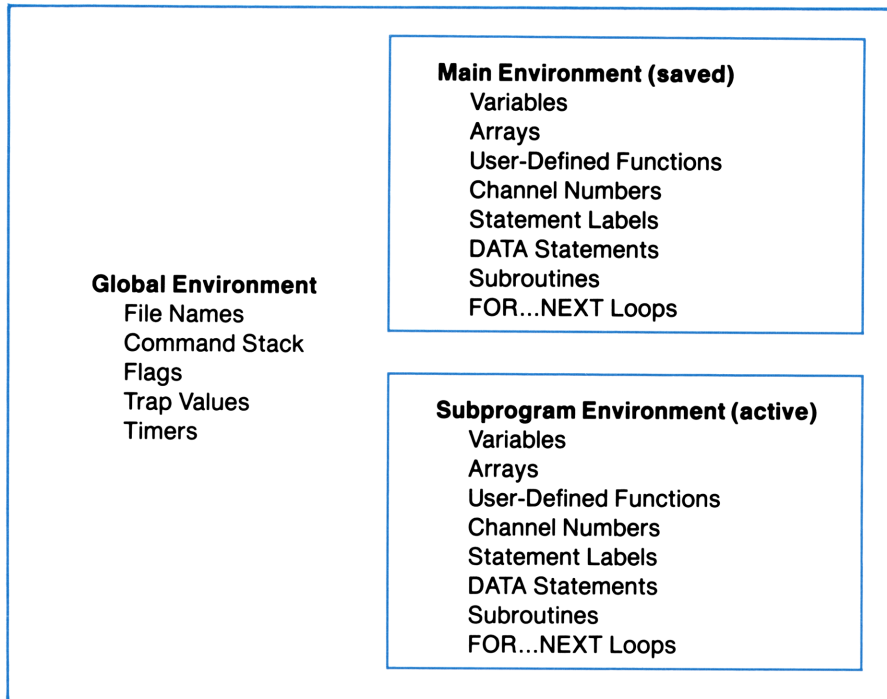 Global Environment
File Names
Command Stack
Flags
Trap Values
Timers
Main Environment (saved)
Variables
Arrays
User-Defined Functions
Channel Numbers
Statement Labels
DATA Statements
Subroutines
FOR...NEXT Loops
Subprogram Environment (active)
Variables
Arrays
User-Defined Functions
Channel Numbers
Statement Labels
DATA Statements
Subroutines
FOR...NEXT Loops